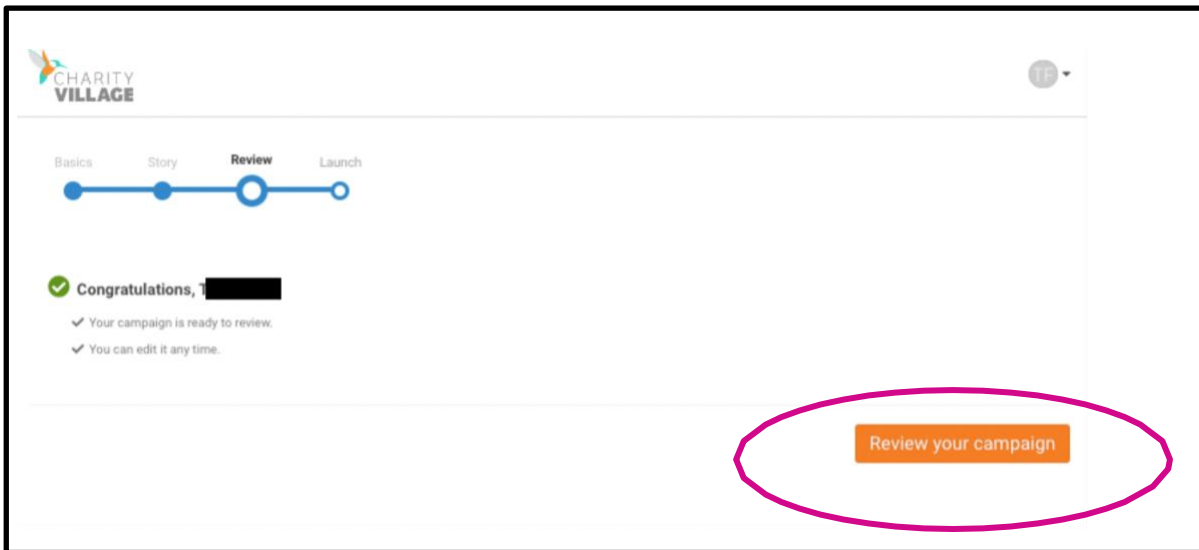 CHARITY
VILLAGE
TF
Basics Story Review Launch
Congratulations, T
Your campaign is ready to review.
You can edit it any time.
Review your campaign